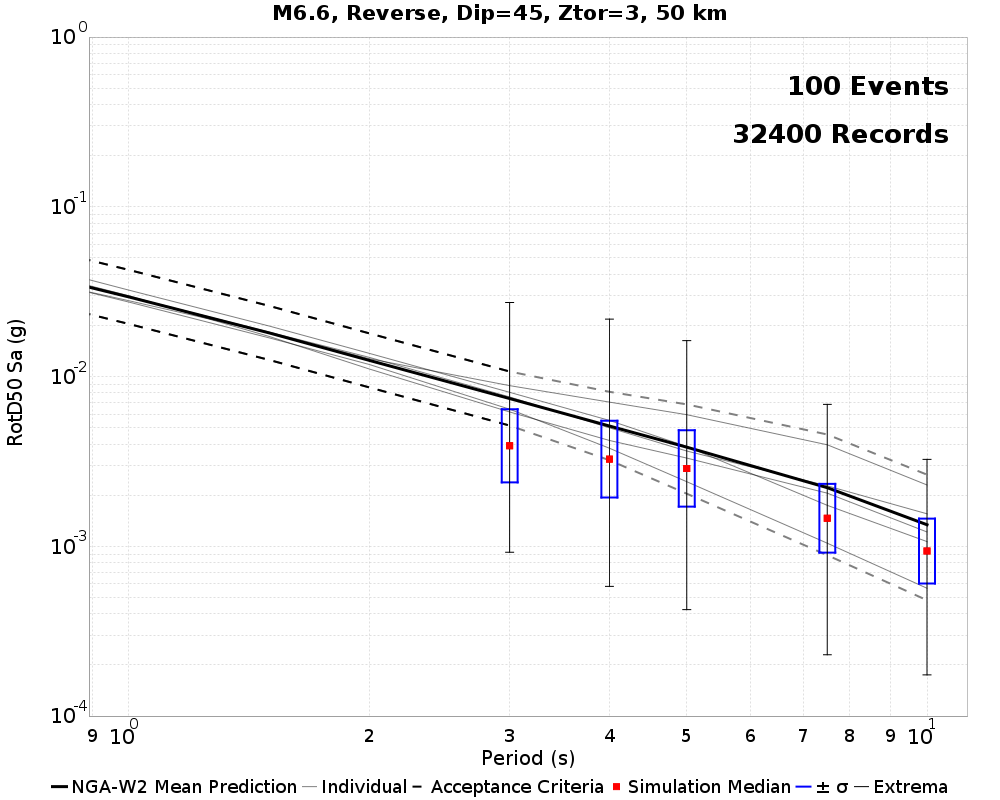 M6.6, Reverse, Dip=45, Ztor=3, 50 km
100 Events
32400 Records
10^0
10^-1
10^-2
10^-3
10^-4
RotD50 Sa (g)
9 10^0 2 3 4 5 6 7 8 9 10^1
Period (s)
NGA-W2 Mean Prediction Individual Acceptance Criteria Simulation Median ± σ Extrema